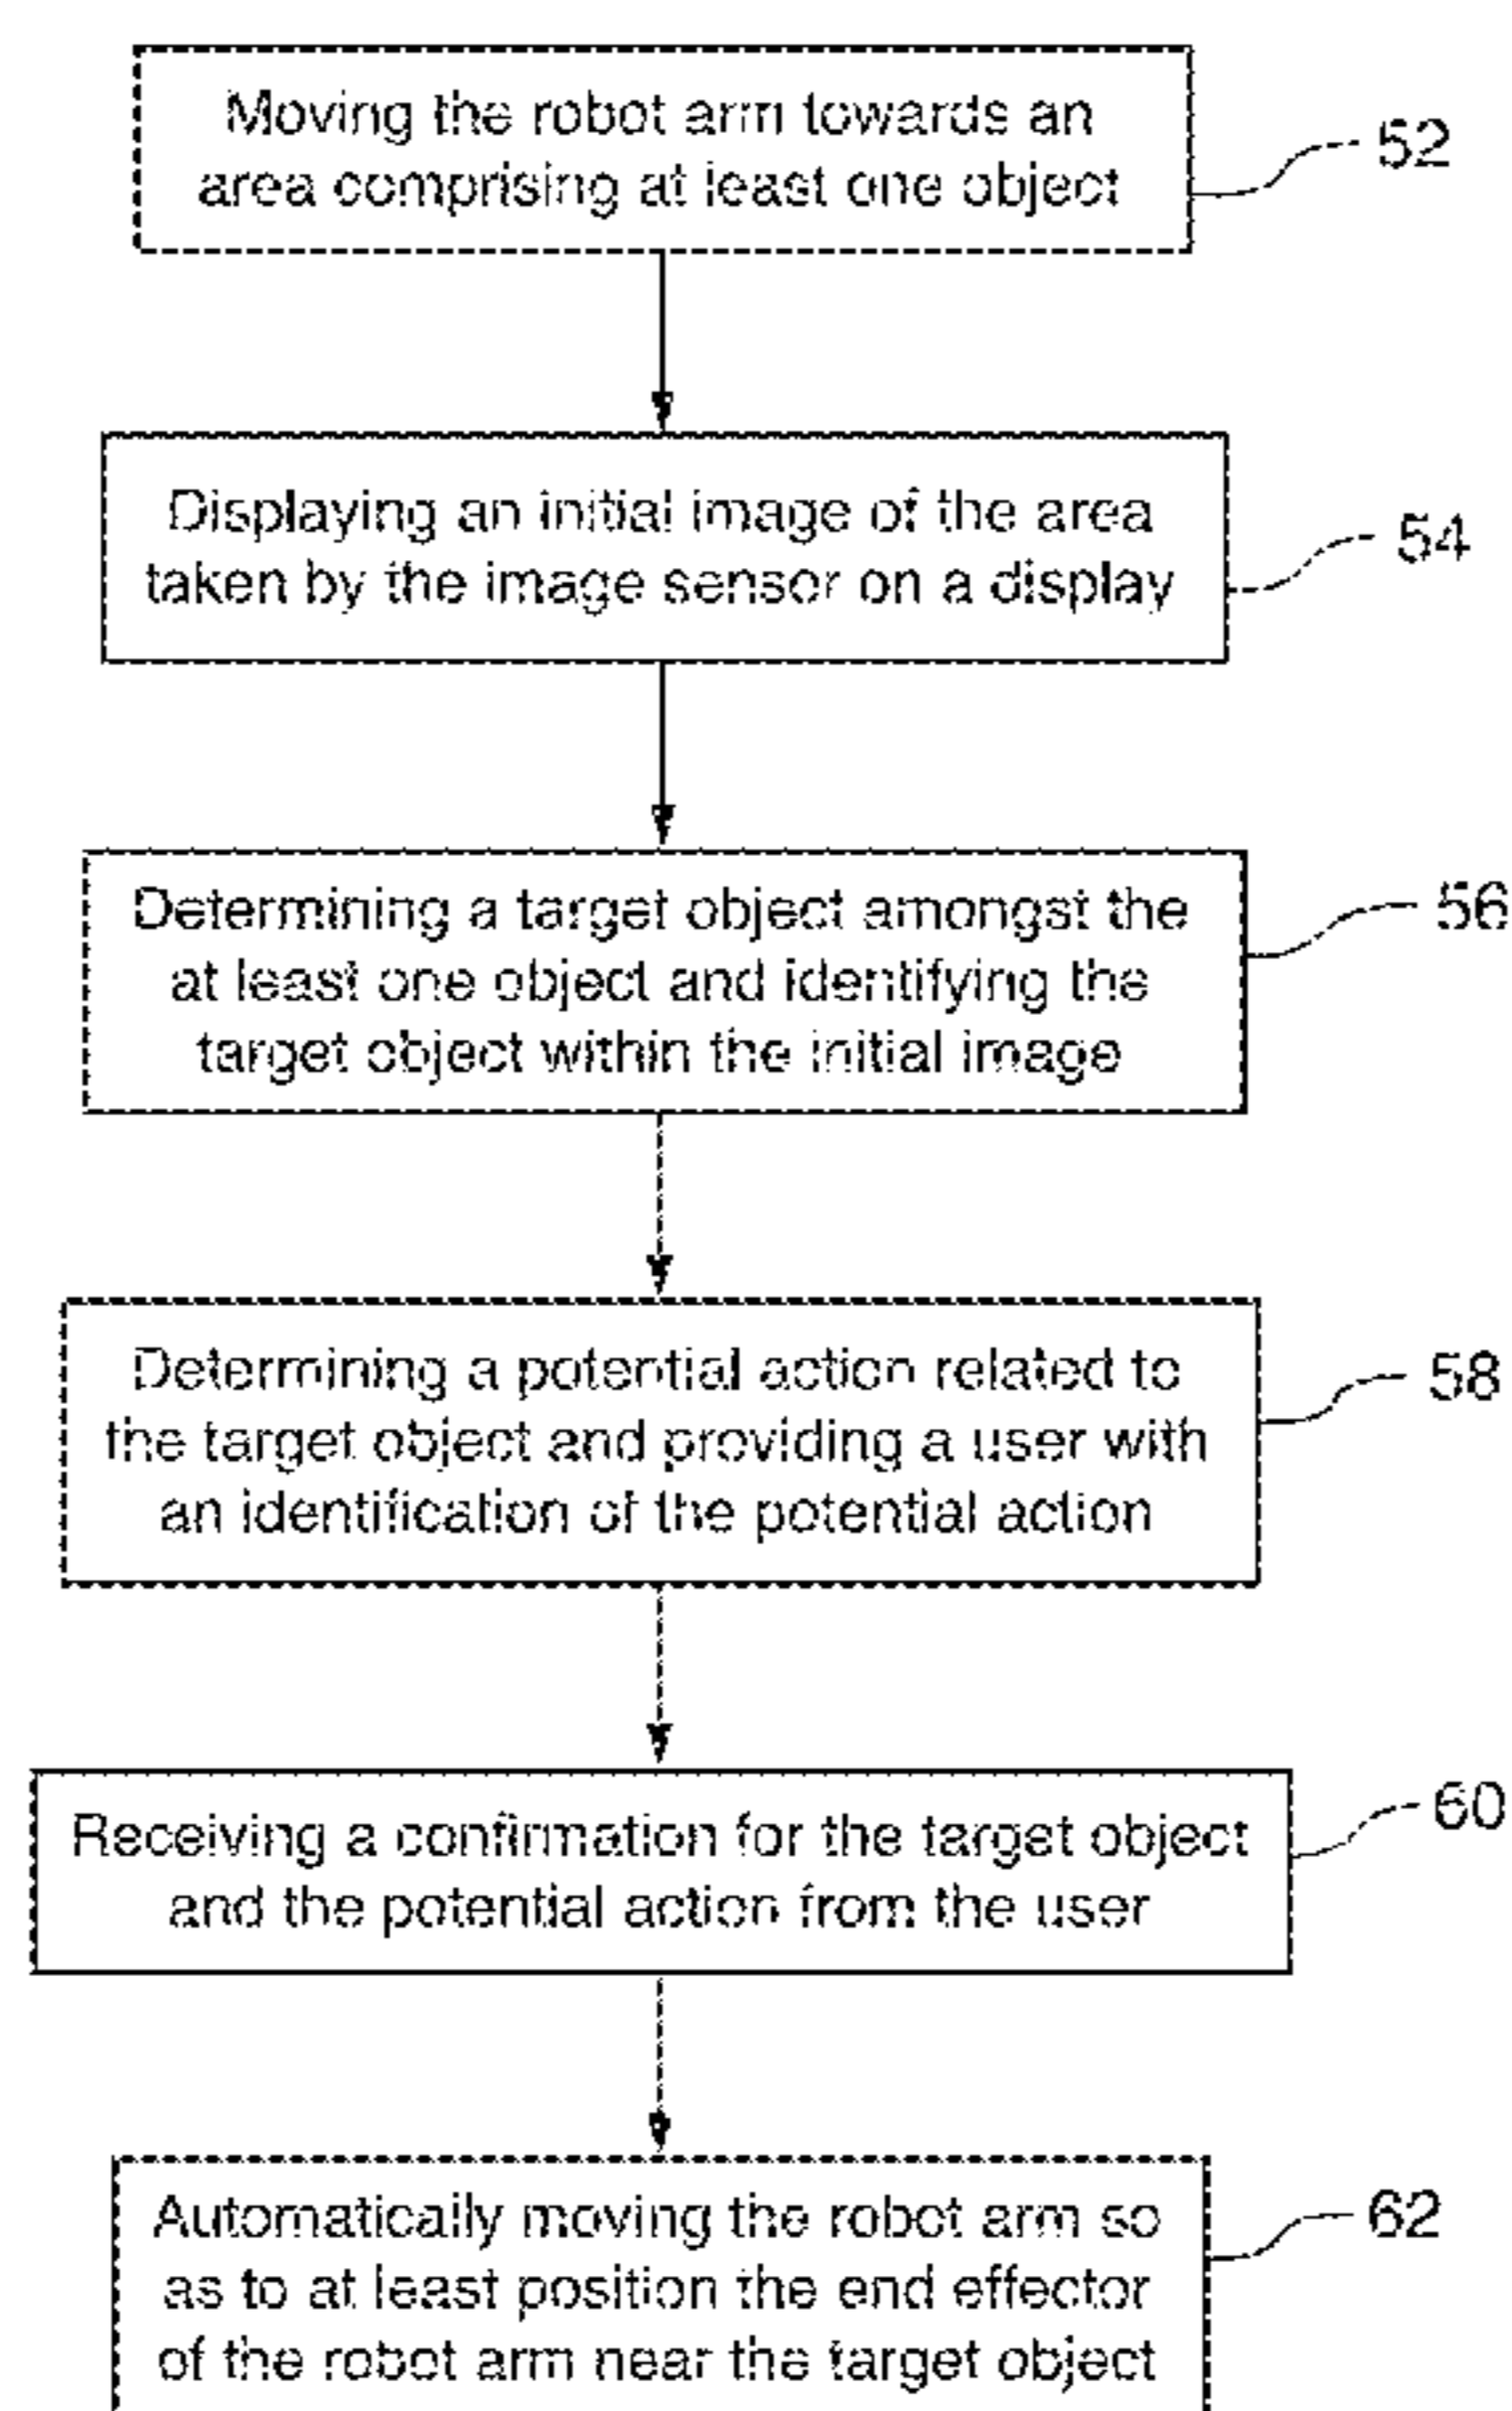 Moving the robot arm towards an
area comprising at least one object
52
Displaying an initial image of the area
taken by the image sensor on a display
54
Determining a target object amongst the
at least one object and identifying the
target object within the initial image
56
Determining a potential action related to
the target object and providing a user with
an identification of the potential action
58
Receiving a confirmation for the target object
and the potential action from the user
60
Automatically moving the robot arm so
as to at least position the end effector
of the robot arm near the target object
62